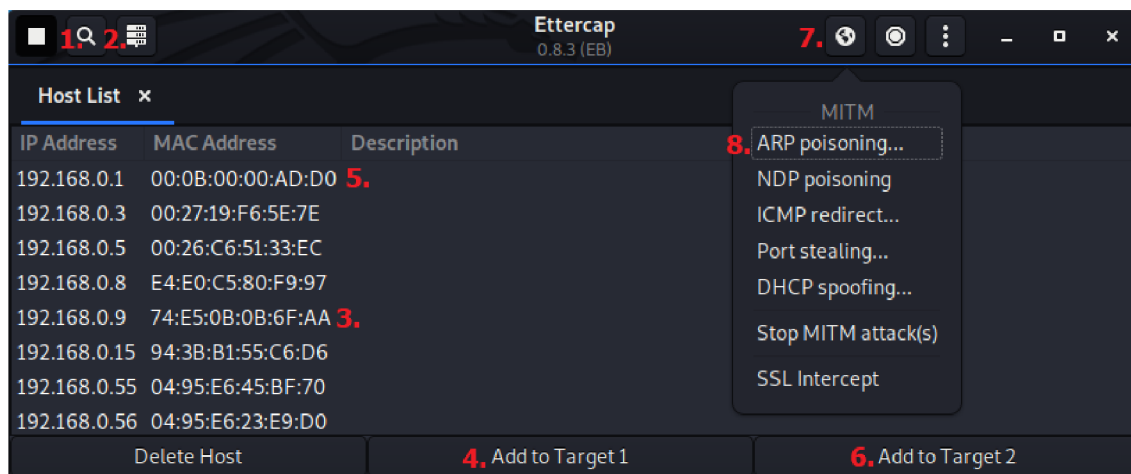 1. 2. Ettercap 7.
0.8.3 (EB)
Host List ×
MITM
IP Address MAC Address Description
8. ARP poisoning...
192.168.0.1 00:0B:00:00:AD:D0 5.
NDP poisoning
192.168.0.3 00:27:19:F6:5E:7E
ICMP redirect...
192.168.0.5 00:26:C6:51:33:EC
Port stealing...
192.168.0.8 E4:E0:C5:80:F9:97
DHCP spoofing...
192.168.0.9 74:E5:0B:0B:6F:AA 3.
Stop MITM attack(s)
192.168.0.15 94:3B:B1:55:C6:D6
192.168.0.55 04:95:E6:45:BF:70
SSL Intercept
192.168.0.56 04:95:E6:23:E9:D0
Delete Host 4. Add to Target 1 6. Add to Target 2